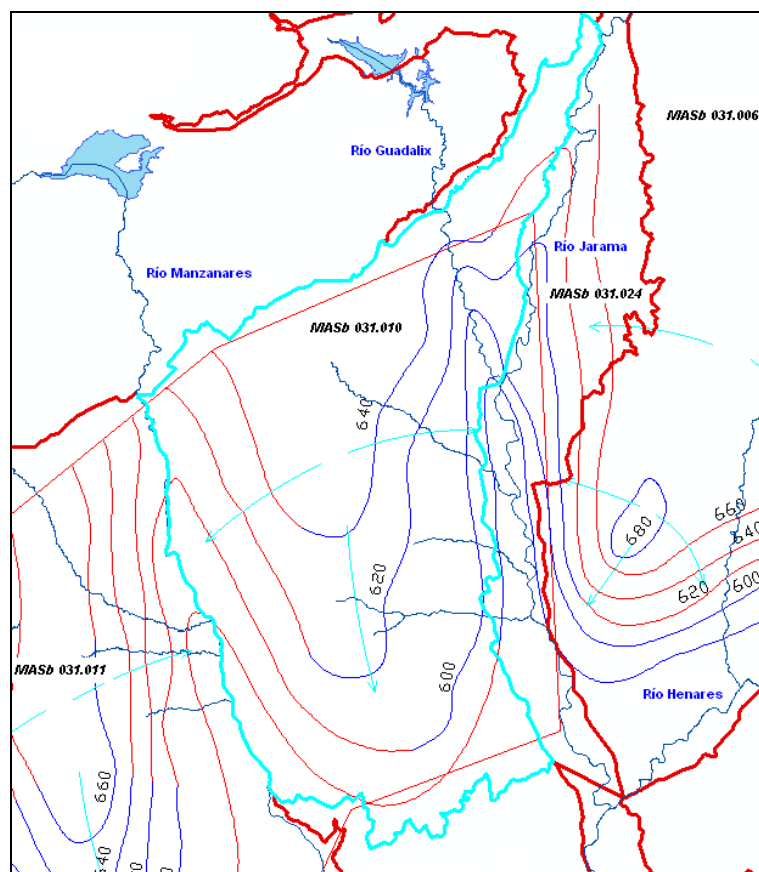 MASb 031.006
Río Guadalix
Río Manzanares
Río Jarama
MASb 031.024
MASb 031.010
640
680
660
640
620
600
620
600
MASb 031.011
Río Henares
660
640